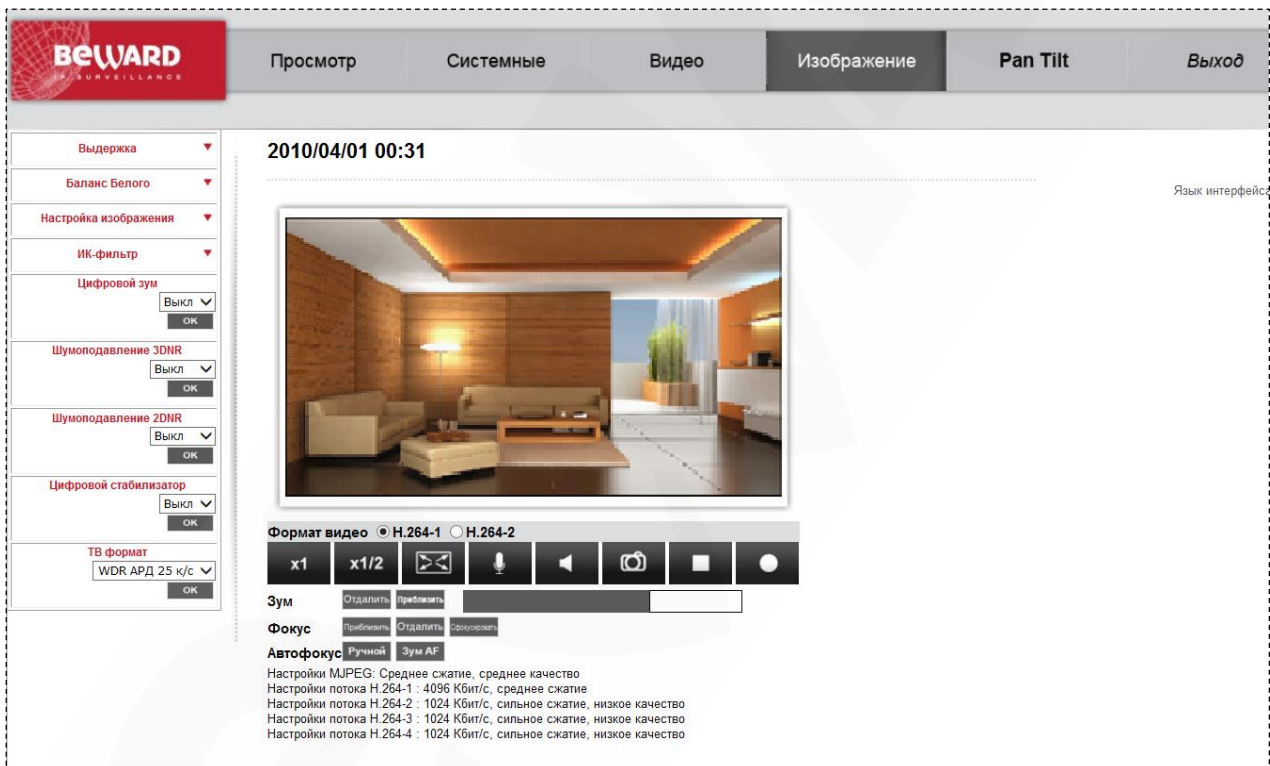 BEWARD
IP SURVEILLANCE
Просмотр Системные Видео Изображение Pan Tilt Выход
Выдержка
Баланс Белого
Настройка изображения
ИК-фильтр
Цифровой зум
Выкл
OK
Шумоподавление 3DNR
Выкл
OK
Шумоподавление 2DNR
Выкл
OK
Цифровой стабилизатор
Выкл
OK
ТВ формат
WDR АРД 25 к/с
OK
2010/04/01 00:31
Язык интерфейса
Формат видео H.264-1 H.264-2
x1 x1/2
Зум Отдалить Приблизить
Фокус Приблизить Отдалить Сфокусировать
Автофокус Ручной Зум AF
Настройки MJPEG: Среднее сжатие, среднее качество
Настройки потока H.264-1 : 4096 Кбит/с, среднее сжатие
Настройки потока H.264-2 : 1024 Кбит/с, сильное сжатие, низкое качество
Настройки потока H.264-3 : 1024 Кбит/с, сильное сжатие, низкое качество
Настройки потока H.264-4 : 1024 Кбит/с, сильное сжатие, низкое качество